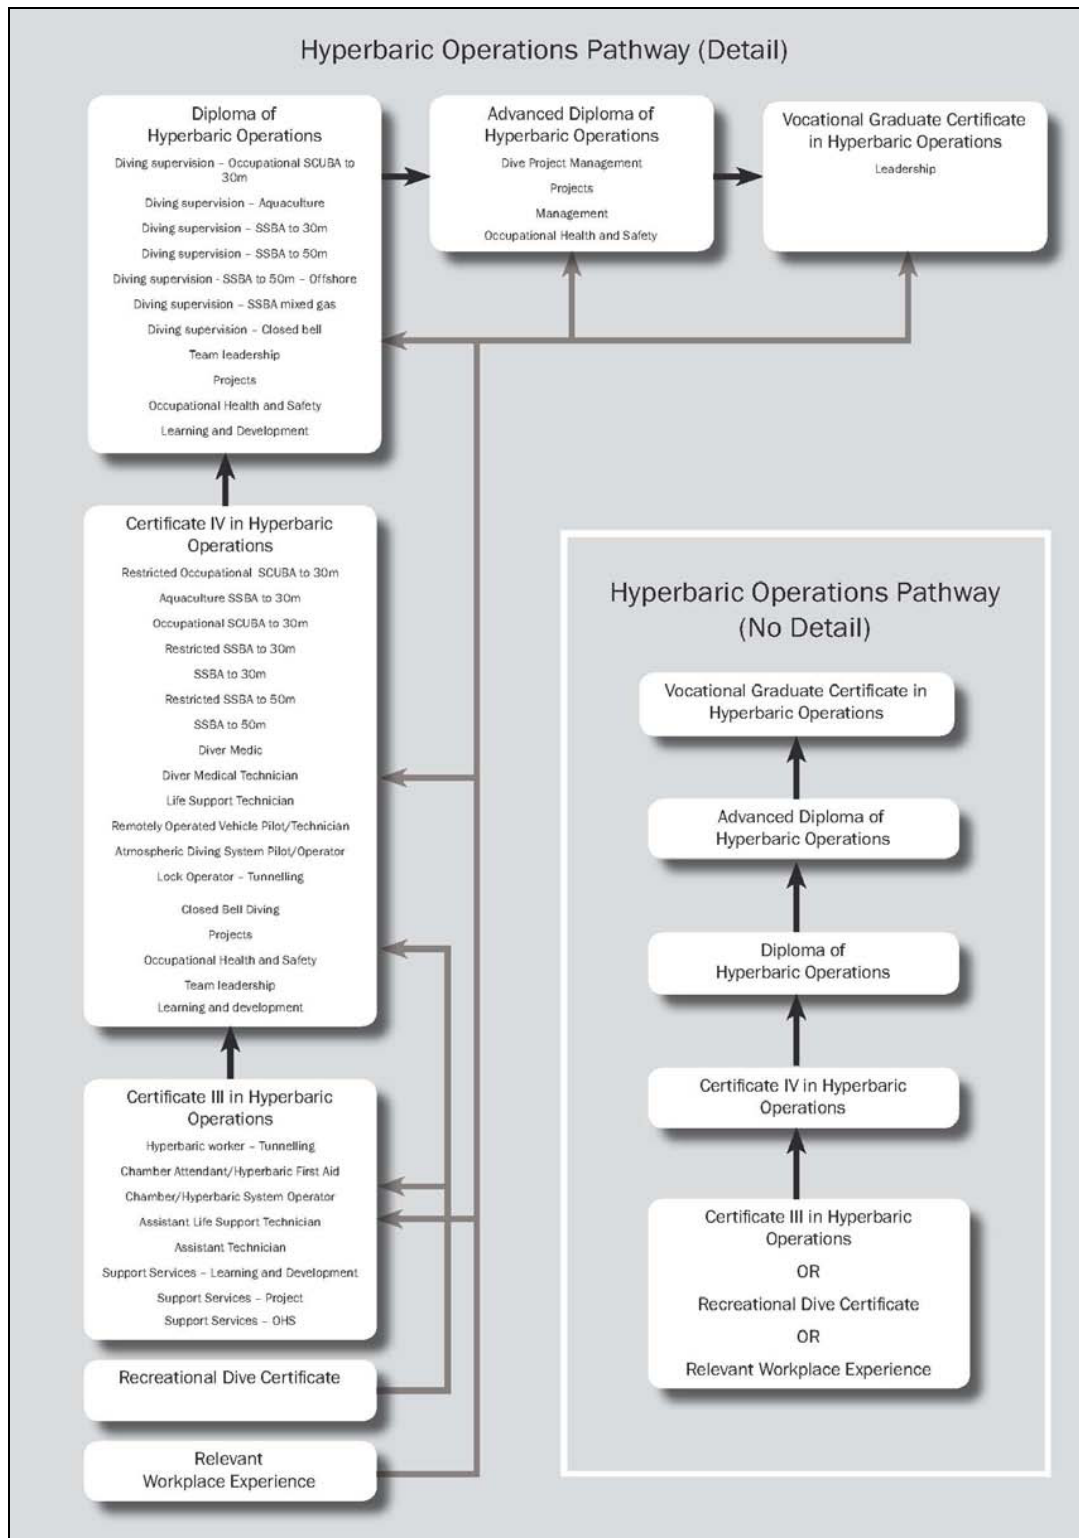 Hyperbaric Operations Pathway (Detail)
Diploma of
Hyperbaric Operations
Diving supervision – Occupational SCUBA to
30m
Diving supervision – Aquaculture
Diving supervision – SSBA to 30m
Diving supervision – SSBA to 50m
Diving supervision - SSBA to 50m – Offshore
Diving supervision – SSBA mixed gas
Diving supervision – Closed bell
Team leadership
Projects
Occupational Health and Safety
Learning and Development
Advanced Diploma of
Hyperbaric Operations
Dive Project Management
Projects
Management
Occupational Health and Safety
Vocational Graduate Certificate
in Hyperbaric Operations
Leadership
Certificate IV in Hyperbaric
Operations
Restricted Occupational SCUBA to 30m
Aquaculture SSBA to 30m
Occupational SCUBA to 30m
Restricted SSBA to 30m
SSBA to 30m
Restricted SSBA to 50m
SSBA to 50m
Diver Medic
Diver Medical Technician
Life Support Technician
Remotely Operated Vehicle Pilot/Technician
Atmospheric Diving System Pilot/Operator
Lock Operator – Tunnelling
Closed Bell Diving
Projects
Occupational Health and Safety
Team leadership
Learning and development
Certificate III in Hyperbaric
Operations
Hyperbaric worker – Tunnelling
Chamber Attendant/Hyperbaric First Aid
Chamber/Hyperbaric System Operator
Assistant Life Support Technician
Assistant Technician
Support Services – Learning and Development
Support Services – Project
Support Services – OHS
Recreational Dive Certificate
Relevant
Workplace Experience
Hyperbaric Operations Pathway
(No Detail)
Vocational Graduate Certificate in
Hyperbaric Operations
Advanced Diploma of
Hyperbaric Operations
Diploma of
Hyperbaric Operations
Certificate IV in Hyperbaric
Operations
Certificate III in Hyperbaric
Operations
OR
Recreational Dive Certificate
OR
Relevant Workplace Experience